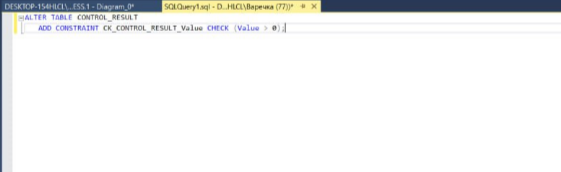 DESKTOP-154HLCL\...ESS.1 - Diagram_0*
SQLQuery1.sql - D...HLCL\Варечка (77))*
ALTER TABLE CONTROL_RESULT
ADD CONSTRAINT CK_CONTROL_RESULT_Value CHECK (Value > 0);